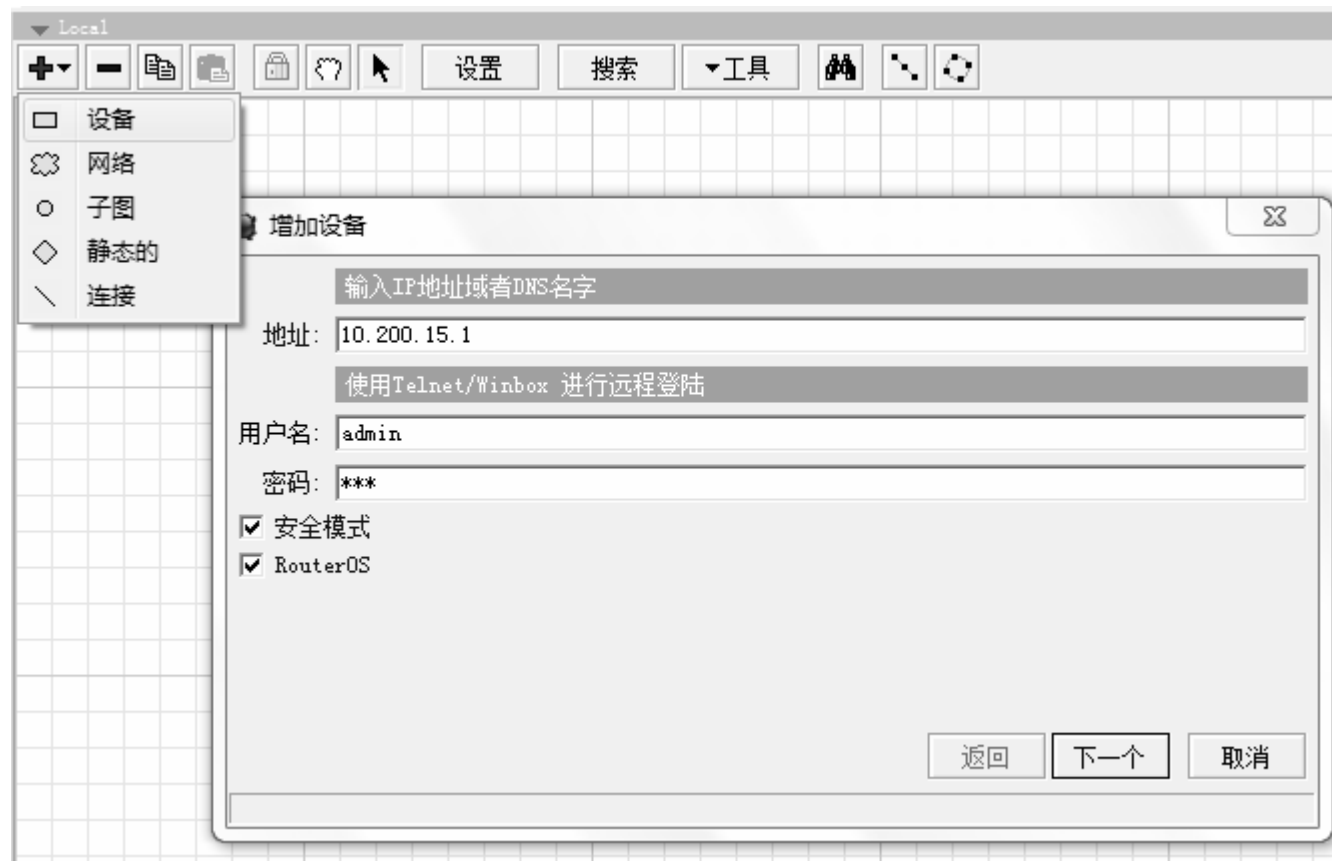 Local
设置
搜索
工具
设备
网络
子图
静态的
连接
增加设备
输入IP地址域者DNS名字
地址: 10.200.15.1
使用Telnet/Winbox 进行远程登陆
用户名: admin
密码: ***
安全模式
RouterOS
返回
下一个
取消